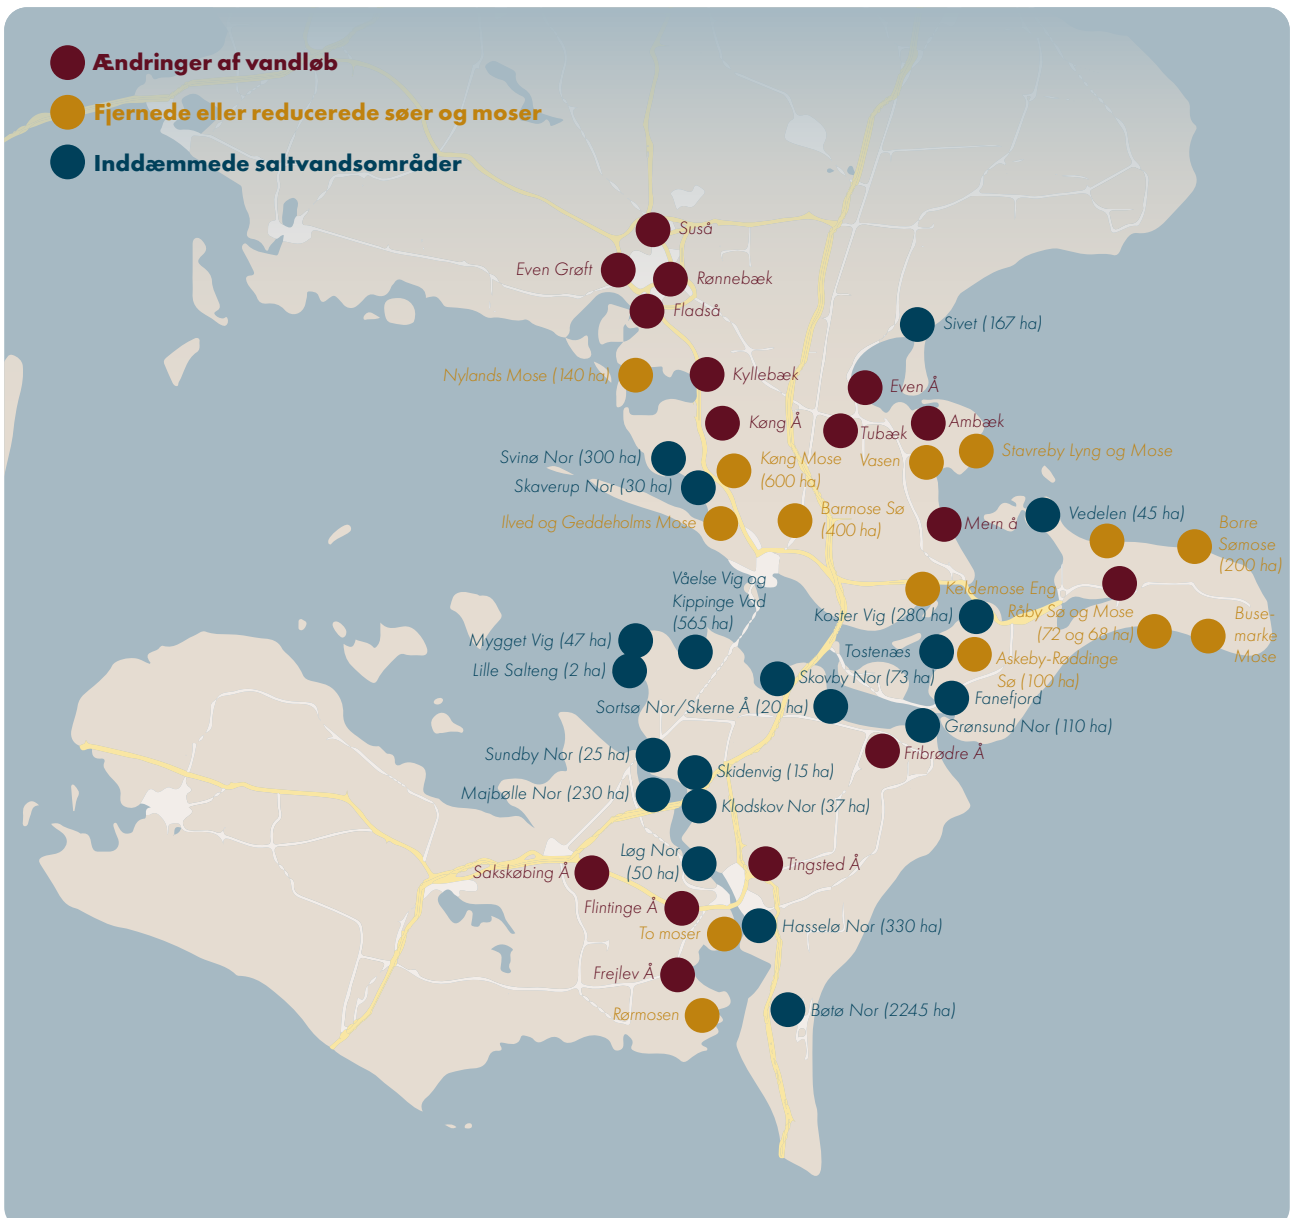 Ændringer af vandløb
Fjernede eller reducerede søer og moser
Inddæmmede saltvandsområder
Suså
Even Grøft
Rønnebæk
Fladså
Sivet (167 ha)
Nylands Mose (140 ha)
Kyllebæk
Even Å
Køng Å
Ambæk
Tubæk
Stavreby Lyng og Mose
Svinø Nor (300 ha)
Køng Mose
(600 ha)
Vasen
Skaverup Nor (30 ha)
Ilved og Geddeholms Mose
Barmose Sø
(400 ha)
Mern å
Vedelen (45 ha)
Borre
Sømose
(200 ha)
Våelse Vig og
Kippinge Vad
(565 ha)
Keldemose Eng
Koster Vig (280 ha)
Råby Sø og Mose
(72 og 68 ha)
Buse-
marke
Mose
Mygget Vig (47 ha)
Lille Salteng (2 ha)
Tostenæs
Askeby-Røddinge
Sø (100 ha)
Skovby Nor (73 ha)
Fanefjord
Sortsø Nor/Skerne Å (20 ha)
Grønsund Nor (110 ha)
Fribrødre Å
Sundby Nor (25 ha)
Skidenvig (15 ha)
Majbølle Nor (230 ha)
Klodskov Nor (37 ha)
Løg Nor
(50 ha)
Tingsted Å
Sakskøbing Å
Flintinge Å
To moser
Hasselø Nor (330 ha)
Frejlev Å
Rørmosen
Bøtø Nor (2245 ha)